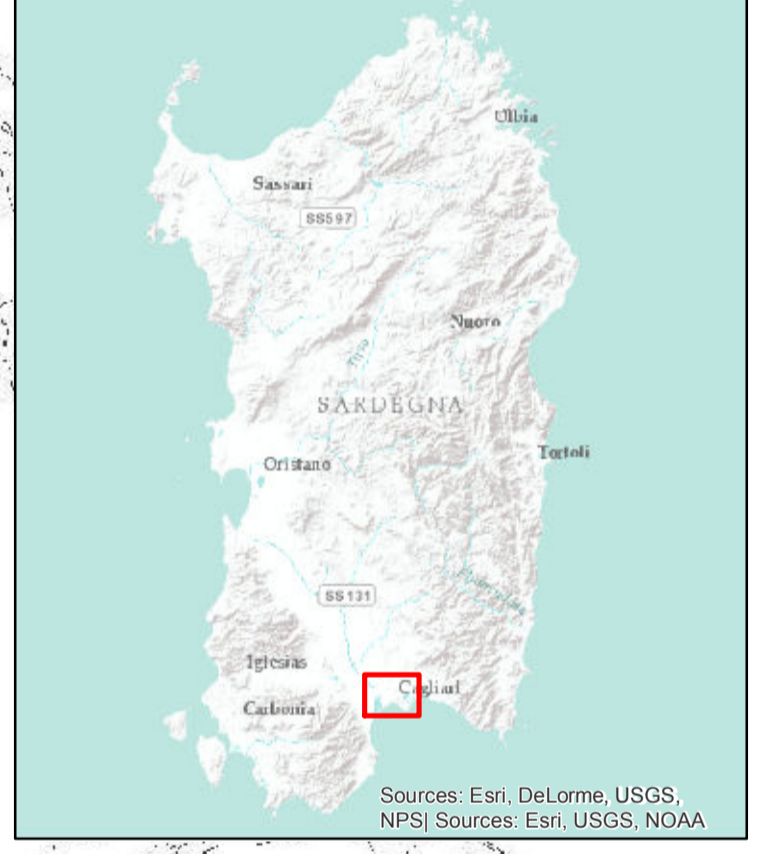 Olbia
Sassari
SS597
Nuoro
Tirso
SARDEGNA
Tortoli
Oristano
SS131
Flumendosa
Iglesias
Cagliari
Carbonia
Sources: Esri, DeLorme, USGS,
NPS| Sources: Esri, USGS, NOAA